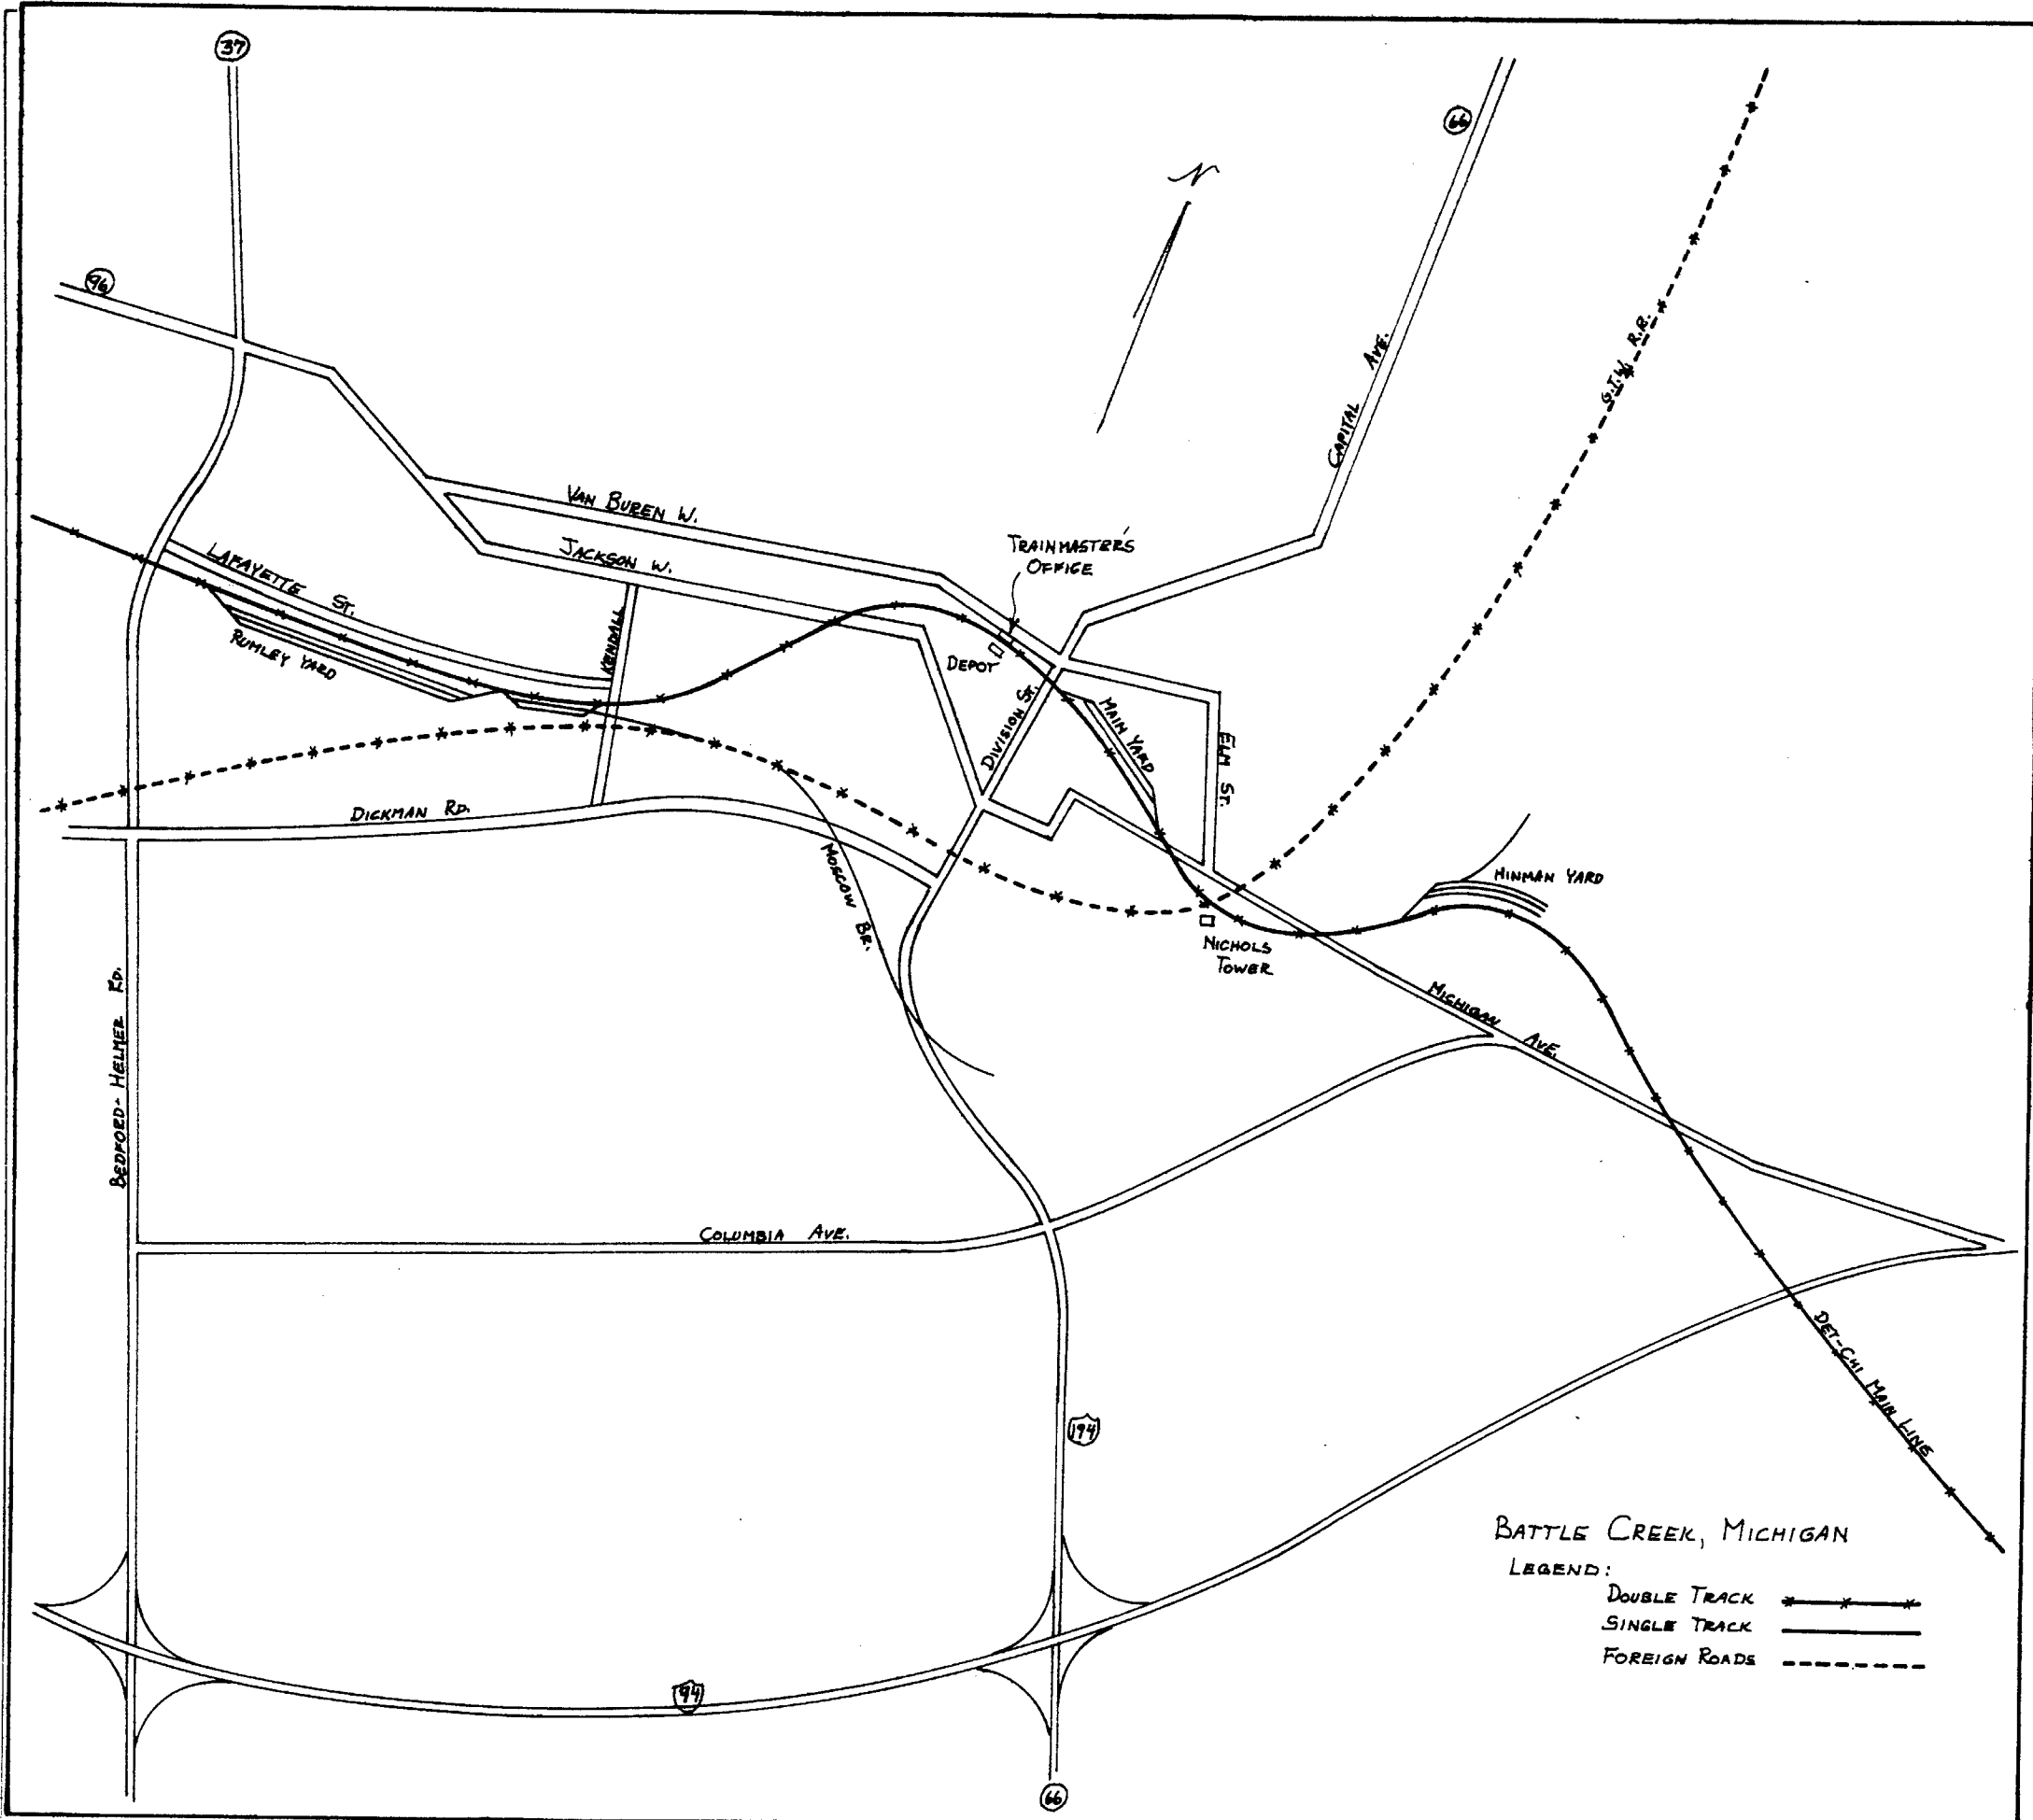 37
66
N
96
G.T.W. R.R.
CAPITAL AVE.
VAN BUREN W.
TRAINMASTER'S
OFFICE
JACKSON W.
LAFAYETTE ST.
KENDALL
RUMLEY YARD
DEPOT
DIVISION ST.
MAIN YARD
ELM ST.
DICKMAN RD.
MOSCOW BR.
HINMAN YARD
NICHOLS
TOWER
MICHIGAN AVE.
BEDFORD-HELMER RD.
COLUMBIA AVE.
DET-CHI MAIN LINE
194
94
66
BATTLE CREEK, MICHIGAN
LEGEND:
DOUBLE TRACK
SINGLE TRACK
FOREIGN ROADS